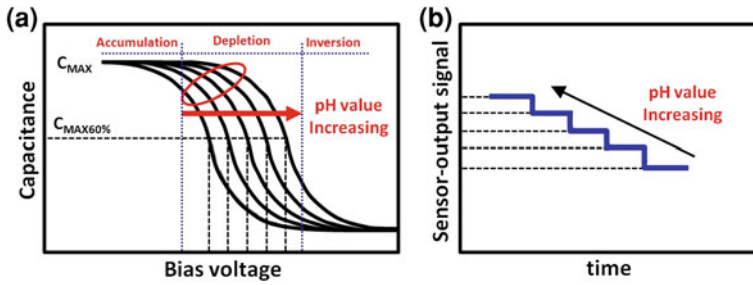 (a)
Accumulation
Depletion
Inversion
CMAX
pH value
Increasing
CMAX60%
Capacitance
Bias voltage
(b)
pH value
Increasing
Sensor-output signal
time